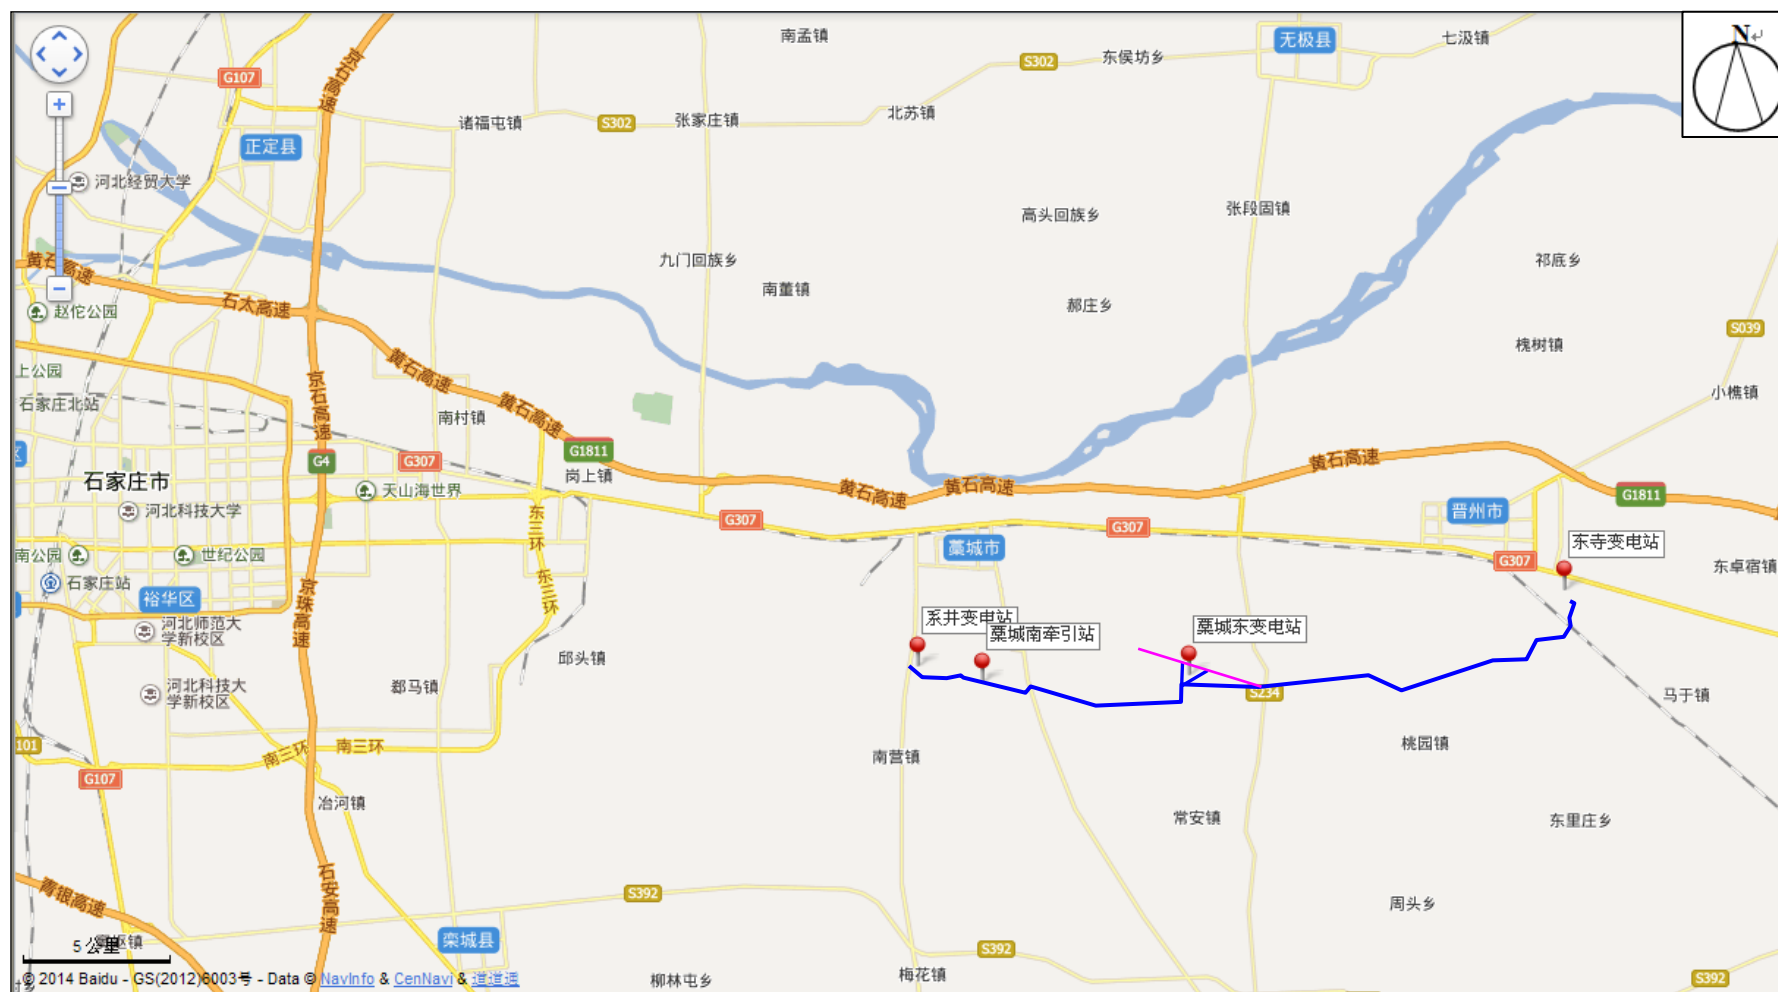 南孟镇
无极县
七汲镇
N
京石高速
S302
东侯坊乡
G107
北苏镇
诸福屯镇
S302
张家庄镇
正定县
河北经贸大学
高头回族乡
张段固镇
九门回族乡
祁底乡
黄石高速
南董镇
石太高速
郝庄乡
赵佗公园
S039
槐树镇
上公园
黄石高速
京石高速
小樵镇
石家庄北站
黄石高速
南村镇
区
G1811
G4
G307
黄石高速
岗上镇
石家庄市
天山海世界
黄石高速
黄石高速
G1811
河北科技大学
晋州市
东三环
G307
G307
藁城市
东寺变电站
南公园
世纪公园
G307
东卓宿镇
石家庄站
东三环
裕华区
京珠高速
系井变电站
藁城东变电站
河北师范大
学新校区
藁城南牵引站
邱头镇
郄马镇
河北科技大
学新校区
S234
马于镇
101
南三环
南三环
桃园镇
南营镇
G107
冶河镇
常安镇
东里庄乡
石安高速
青银高速
S392
周头乡
5 公里
栾城县
S392
梅花镇
柳林屯乡
S392
© 2014 Baidu - GS(2012)6003号 - Data © NavInfo & CenNavi & 道道通